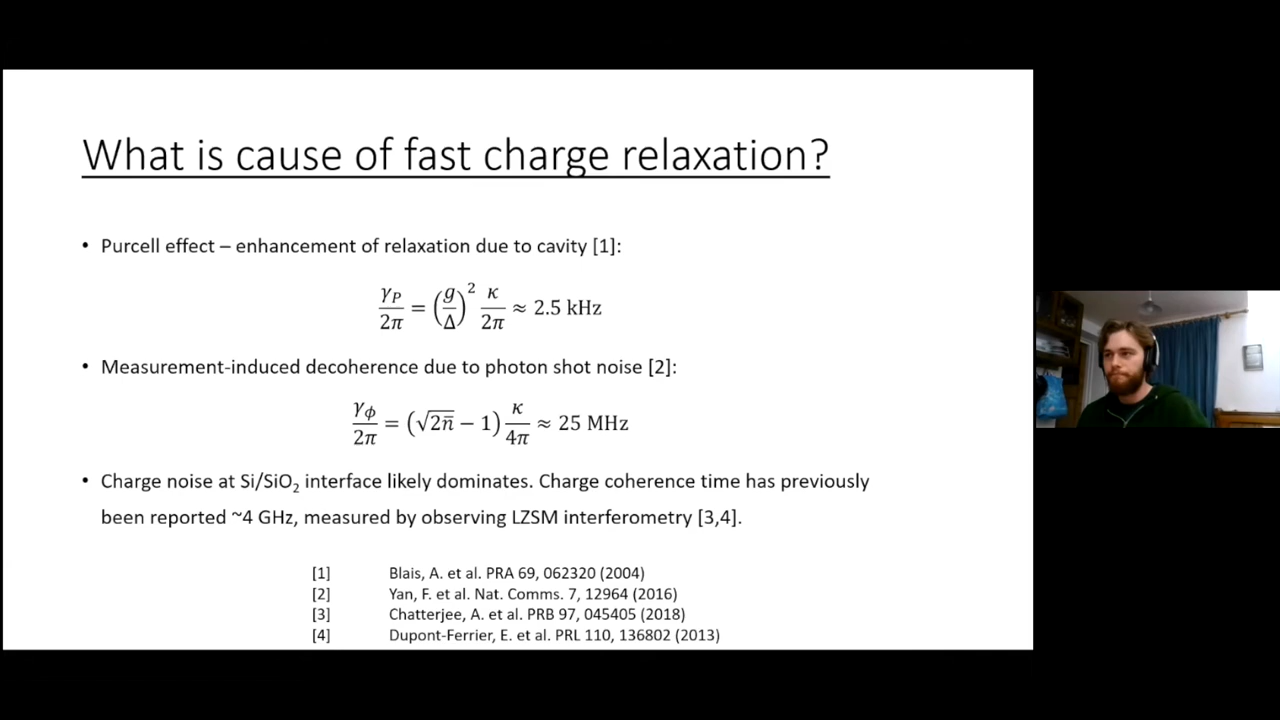 What is cause of fast charge relaxation?
• Purcell effect – enhancement of relaxation due to cavity [1]:
γ_P/2π = (g/Δ)² κ/2π ≈ 2.5 kHz
• Measurement-induced decoherence due to photon shot noise [2]:
γ_ϕ/2π = (√2n̄ − 1) κ/4π ≈ 25 MHz
• Charge noise at Si/SiO₂ interface likely dominates. Charge coherence time has previously
been reported ~4 GHz, measured by observing LZSM interferometry [3,4].
[1] Blais, A. et al. PRA 69, 062320 (2004)
[2] Yan, F. et al. Nat. Comms. 7, 12964 (2016)
[3] Chatterjee, A. et al. PRB 97, 045405 (2018)
[4] Dupont-Ferrier, E. et al. PRL 110, 136802 (2013)